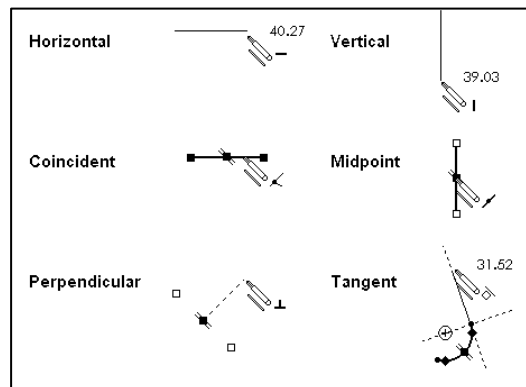 Horizontal
40.27
Vertical
39.03
Coincident
Midpoint
Perpendicular
Tangent
31.52